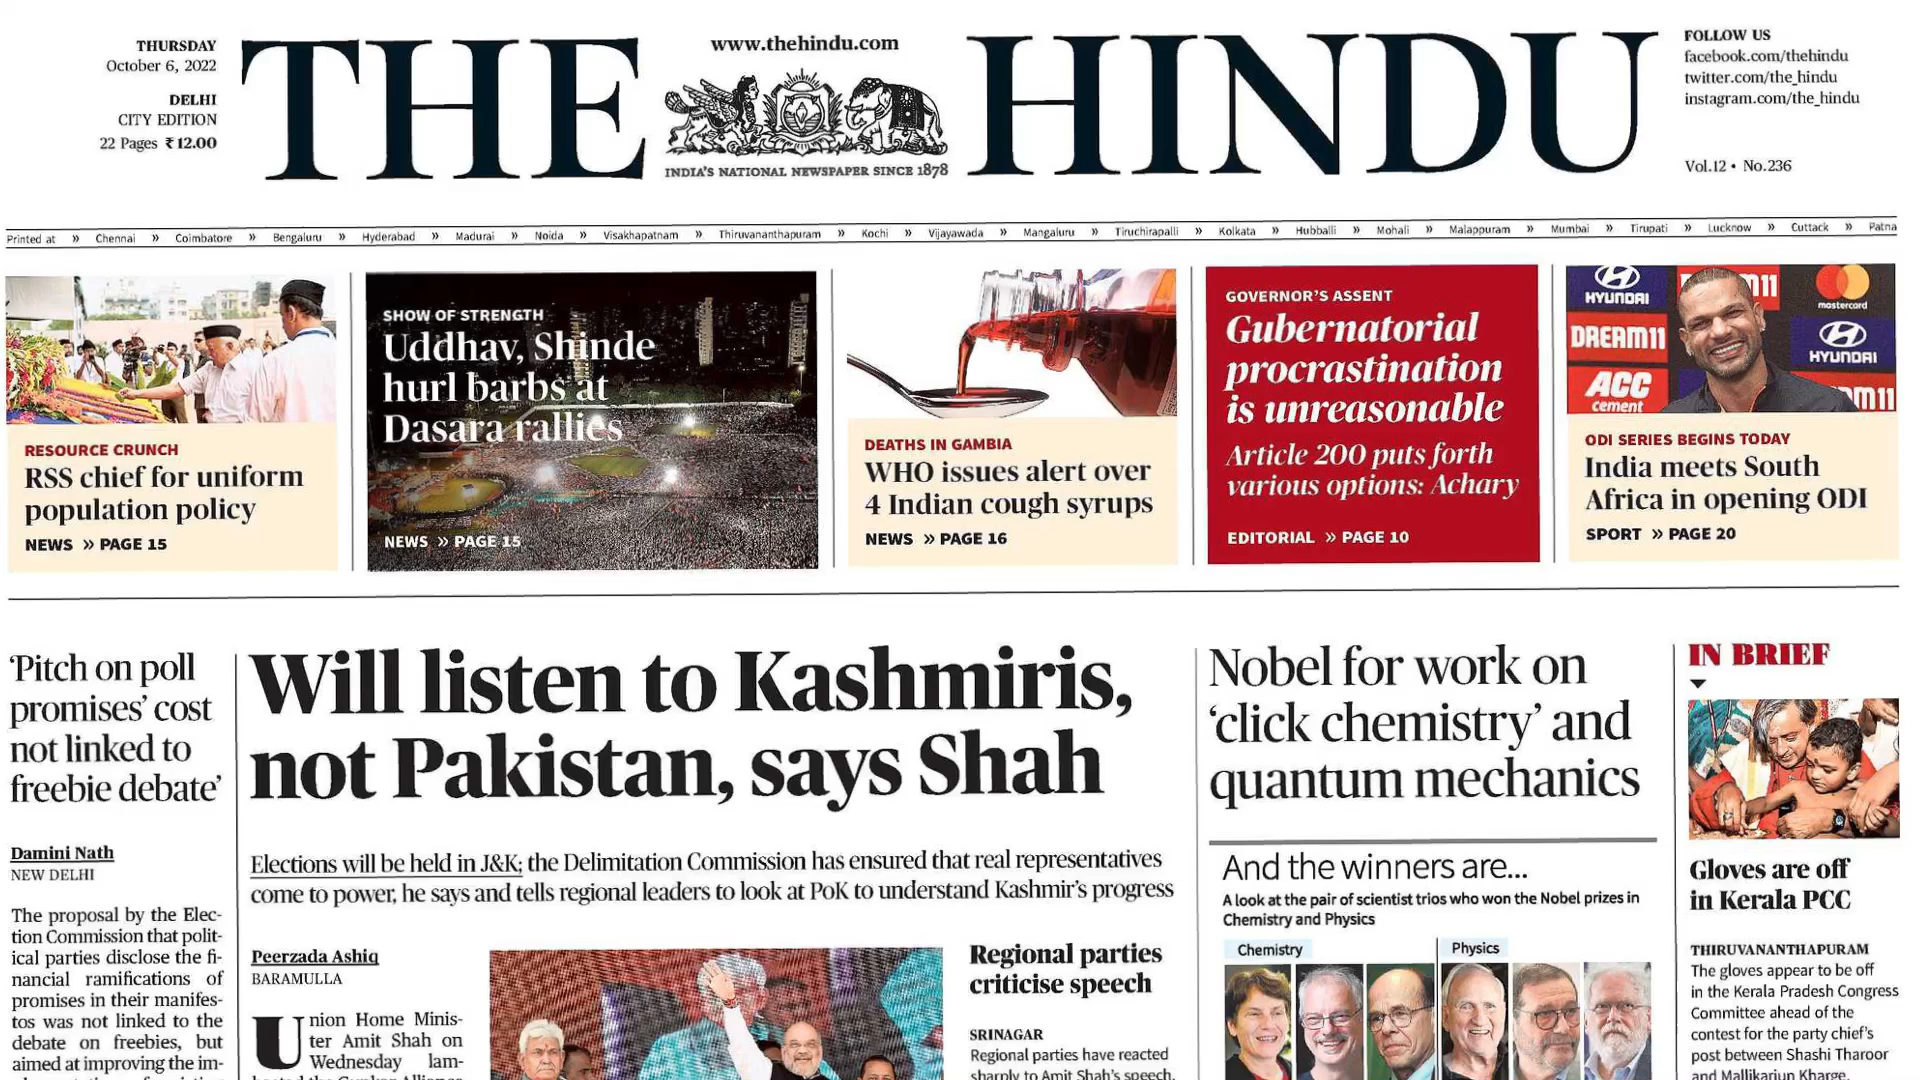 THURSDAY
October 6, 2022
DELHI
CITY EDITION
22 Pages ₹12.00
THE HINDU
www.thehindu.com
INDIA'S NATIONAL NEWSPAPER SINCE 1878
FOLLOW US
facebook.com/thehindu
twitter.com/the_hindu
instagram.com/the_hindu
Vol.12 • No.236
Printed at » Chennai » Coimbatore » Bengaluru » Hyderabad » Madurai » Noida » Visakhapatnam » Thiruvananthapuram » Kochi » Vijayawada » Mangaluru » Tiruchirapalli » Kolkata » Hubballi » Mohali » Malappuram » Mumbai » Tirupati » Lucknow » Cuttack » Patna
RESOURCE CRUNCH
RSS chief for uniform
population policy
NEWS » PAGE 15
SHOW OF STRENGTH
Uddhav, Shinde
hurl barbs at
Dasara rallies
NEWS » PAGE 15
DEATHS IN GAMBIA
WHO issues alert over
4 Indian cough syrups
NEWS » PAGE 16
GOVERNOR'S ASSENT
Gubernatorial
procrastination
is unreasonable
Article 200 puts forth
various options: Achary
EDITORIAL » PAGE 10
HYUNDAI
mastercard
DREAM11
HYUNDAI
ACC
cement
ODI SERIES BEGINS TODAY
India meets South
Africa in opening ODI
SPORT » PAGE 20
'Pitch on poll
promises' cost
not linked to
freebie debate'
Damini Nath
NEW DELHI
The proposal by the Elec-
tion Commission that polit-
ical parties disclose the fi-
nancial ramifications of
promises in their manifes-
tos was not linked to the
debate on freebies, but
aimed at improving the im-
Will listen to Kashmiris,
not Pakistan, says Shah
Elections will be held in J&K; the Delimitation Commission has ensured that real representatives
come to power, he says and tells regional leaders to look at PoK to understand Kashmir's progress
Peerzada Ashiq
BARAMULLA
Union Home Minis-
ter Amit Shah on
Wednesday lam-
Regional parties
criticise speech
SRINAGAR
Regional parties have reacted
sharply to Amit Shah's speech,
Nobel for work on
'click chemistry' and
quantum mechanics
And the winners are...
A look at the pair of scientist trios who won the Nobel prizes in
Chemistry and Physics
Chemistry
Physics
IN BRIEF
Gloves are off
in Kerala PCC
THIRUVANANTHAPURAM
The gloves appear to be off
in the Kerala Pradesh Congress
Committee ahead of the
contest for the party chief's
post between Shashi Tharoor
and Mallikarjun Kharge.